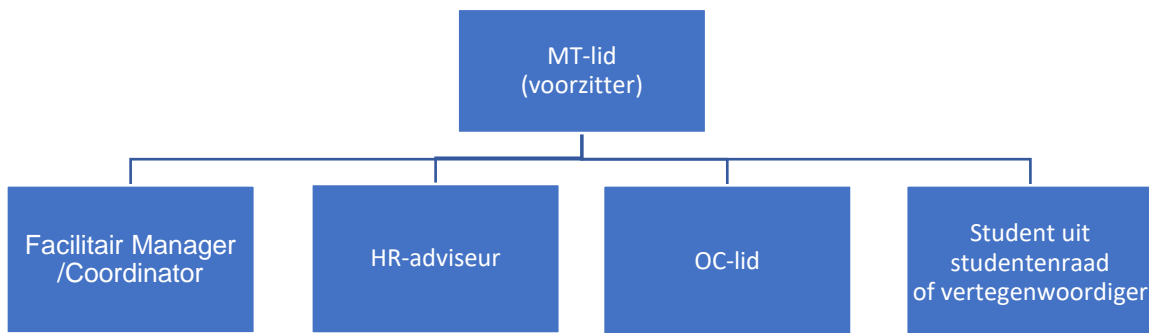 MT-lid
(voorzitter)
Facilitair Manager
/Coordinator
HR-adviseur
OC-lid
Student uit
studentenraad
of vertegenwoordiger